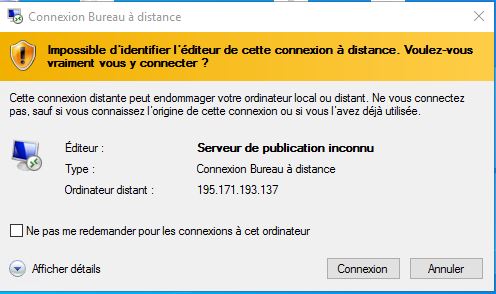 Connexion Bureau à distance
Impossible d'identifier l'éditeur de cette connexion à distance. Voulez-vous
vraiment vous y connecter ?
Cette connexion distante peut endommager votre ordinateur local ou distant. Ne vous connectez
pas, sauf si vous connaissez l'origine de cette connexion ou si vous l'avez déjà utilisée.
Éditeur : Serveur de publication inconnu
Type : Connexion Bureau à distance
Ordinateur distant : 195.171.193.137
Ne pas me redemander pour les connexions à cet ordinateur
Afficher détails Connexion Annuler